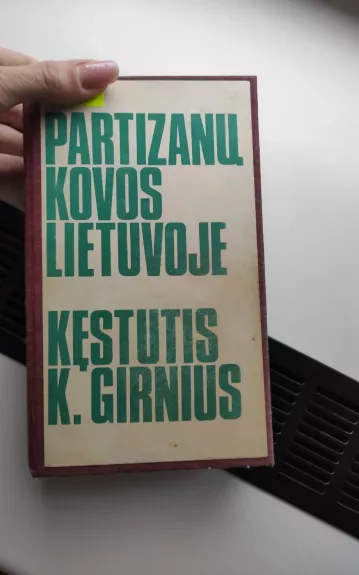 PARTIZANŲ
KOVOS
LIETUVOJE
KĘSTUTIS
K. GIRNIUS